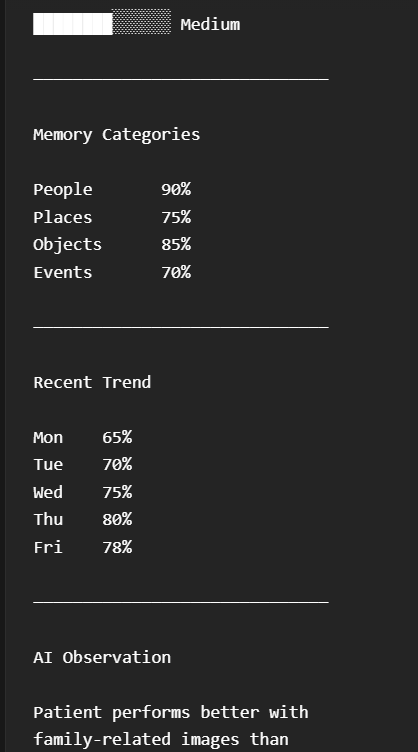 ████████░░░░░░ Medium
──────────────────────────────
Memory Categories
People       90%
Places       75%
Objects      85%
Events       70%
──────────────────────────────
Recent Trend
Mon    65%
Tue    70%
Wed    75%
Thu    80%
Fri    78%
──────────────────────────────
AI Observation
Patient performs better with
family-related images than